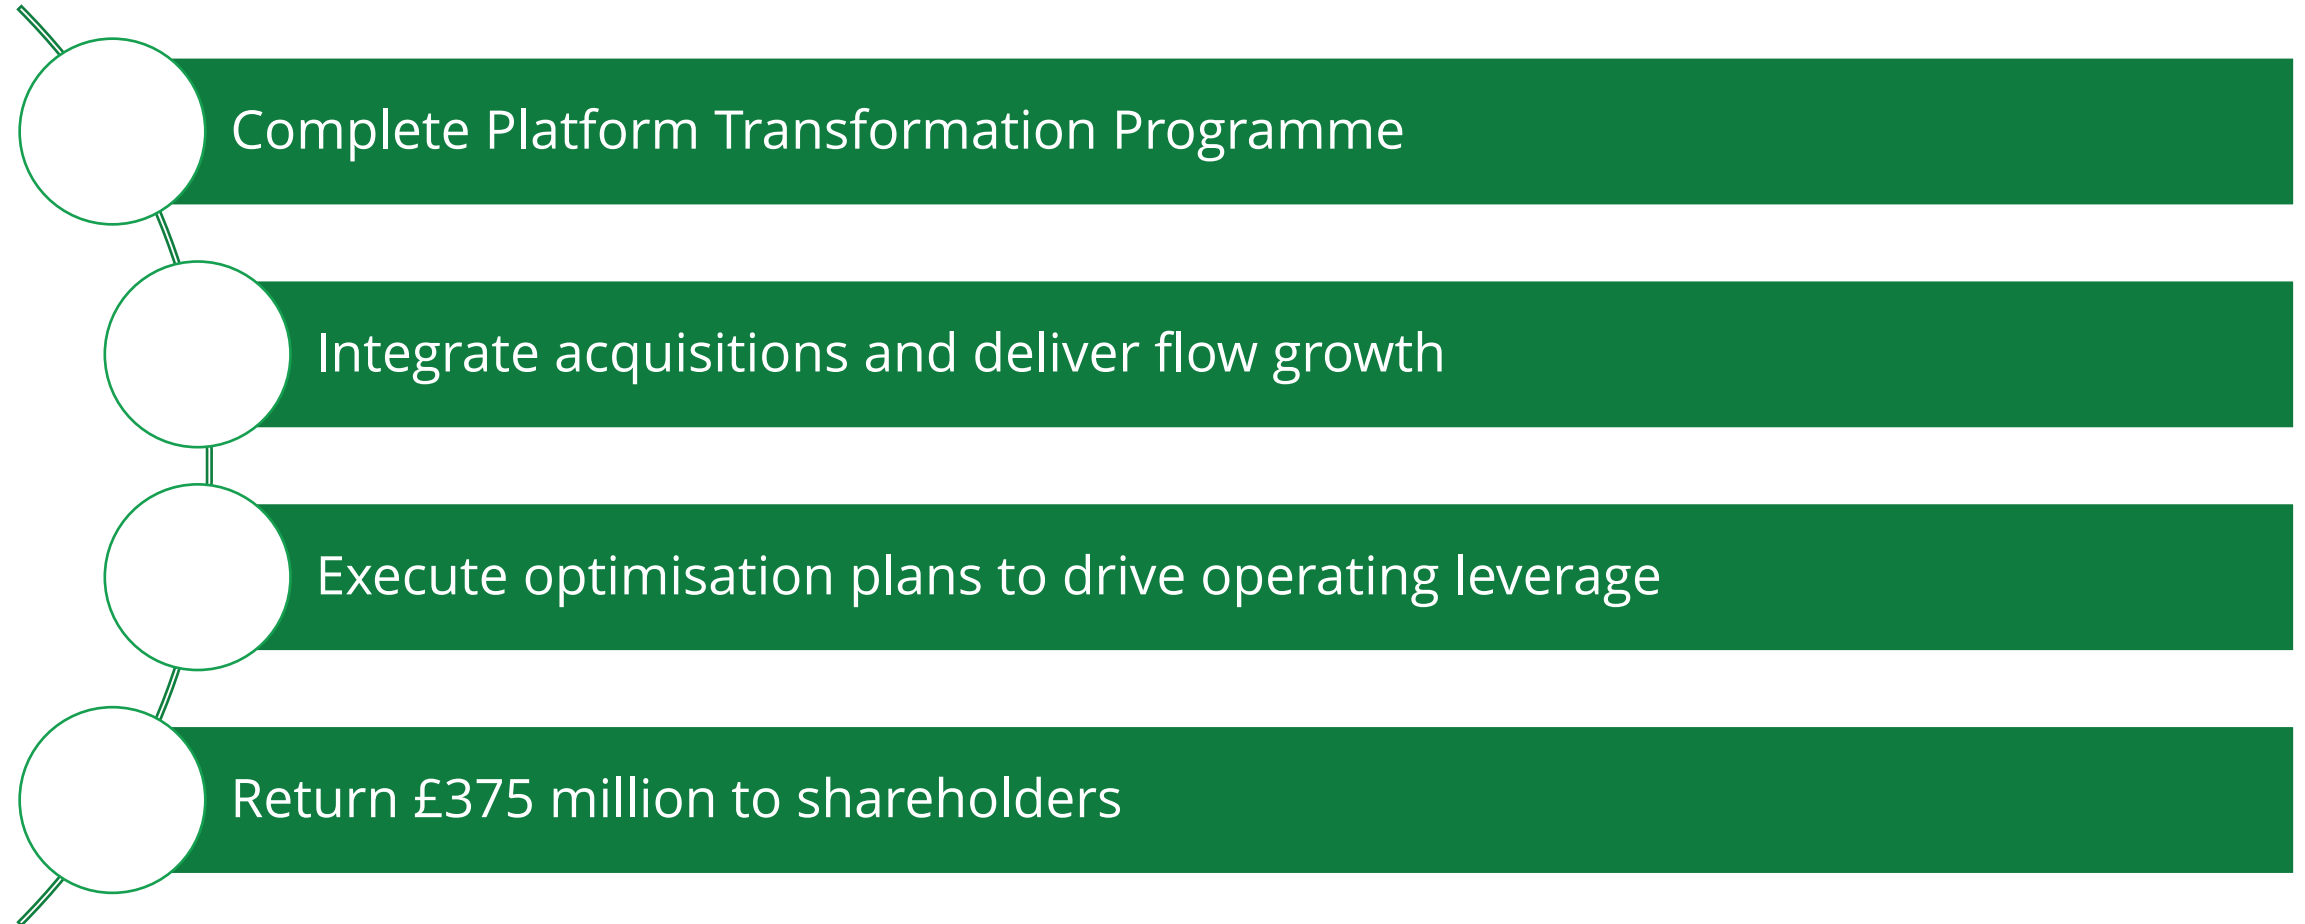 Complete Platform Transformation Programme
Integrate acquisitions and deliver flow growth
Execute optimisation plans to drive operating leverage
Return £375 million to shareholders